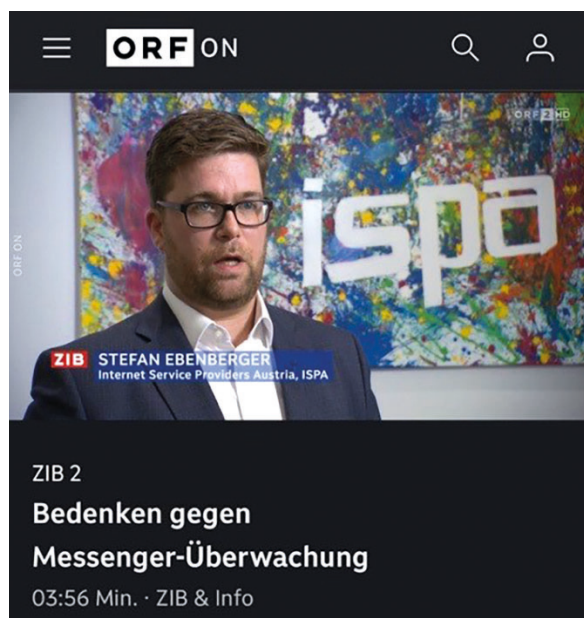 ORF ON
ORF 2 HD
ORF ON
ispa
ZIB STEFAN EBENBERGER
Internet Service Providers Austria, ISPA
ZIB 2
Bedenken gegen
Messenger-Überwachung
03:56 Min. · ZIB & Info